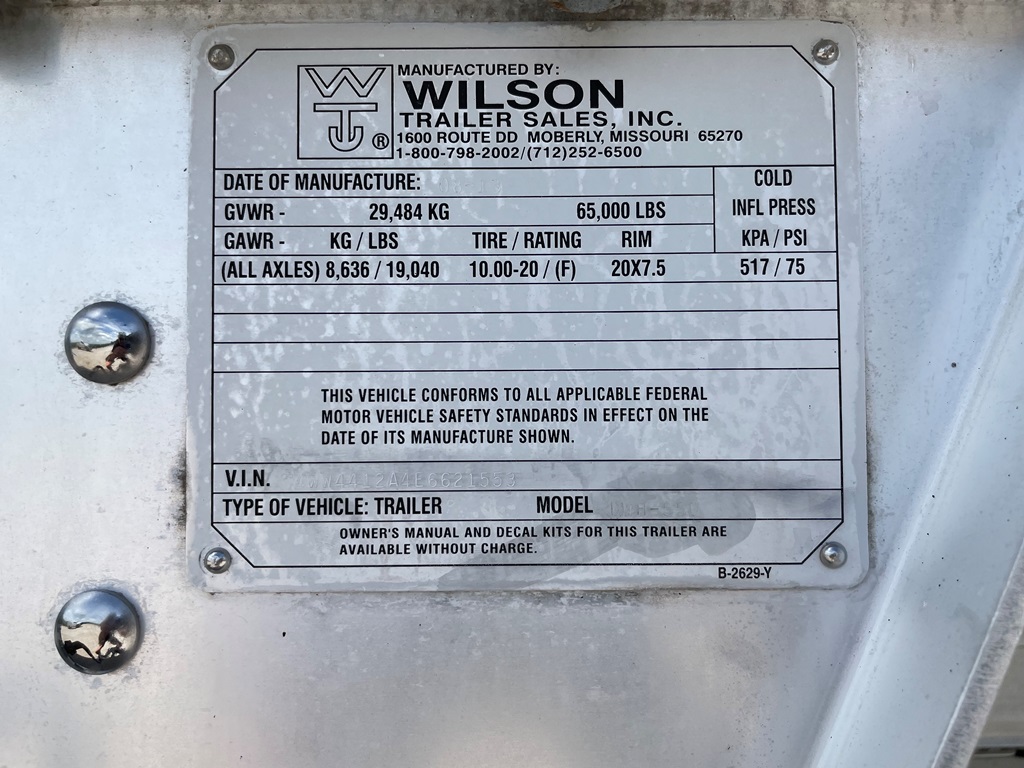 WT®
MANUFACTURED BY:
WILSON
TRAILER SALES, INC.
1600 ROUTE DD MOBERLY, MISSOURI 65270
1-800-798-2002/(712)252-6500
DATE OF MANUFACTURE:
COLD
INFL PRESS
KPA / PSI
GVWR - 29,484 KG 65,000 LBS
GAWR - KG / LBS TIRE / RATING RIM
(ALL AXLES) 8,636 / 19,040 10.00-20 / (F) 20X7.5 517 / 75
THIS VEHICLE CONFORMS TO ALL APPLICABLE FEDERAL
MOTOR VEHICLE SAFETY STANDARDS IN EFFECT ON THE
DATE OF ITS MANUFACTURE SHOWN.
V.I.N.
TYPE OF VEHICLE: TRAILER MODEL
OWNER'S MANUAL AND DECAL KITS FOR THIS TRAILER ARE
AVAILABLE WITHOUT CHARGE.
B-2629-Y